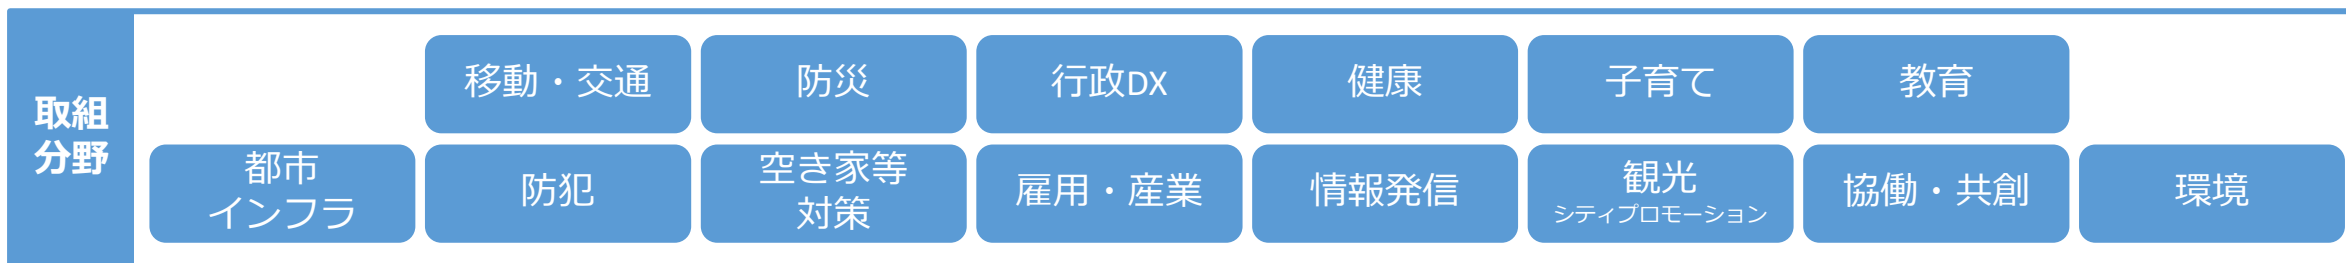 取組
分野
移動・交通
防災
行政DX
健康
子育て
教育
都市
インフラ
防犯
空き家等
対策
雇用・産業
情報発信
観光
シティプロモーション
協働・共創
環境